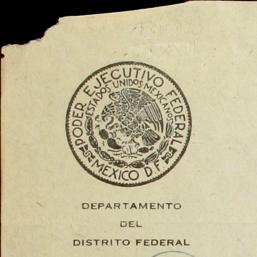 PODER EJECUTIVO FEDERAL
ESTADOS UNIDOS MEXICANOS
MEXICO D.F.
DEPARTAMENTO
DEL
DISTRITO FEDERAL